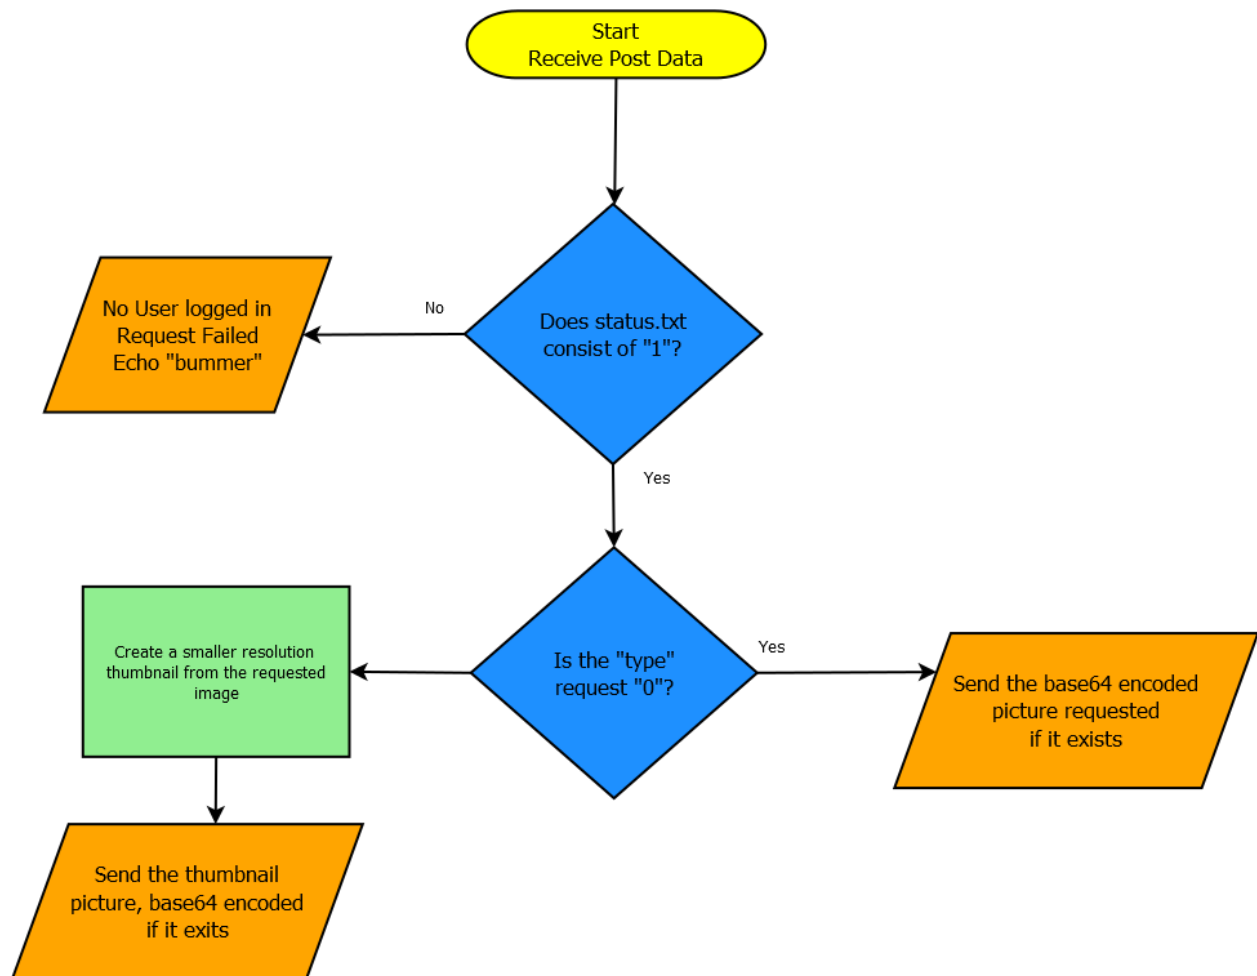 Start
Receive Post Data
No User logged in
Request Failed
Echo "bummer"
No
Does status.txt
consist of "1"?
Yes
Create a smaller resolution
thumbnail from the requested
image
Is the "type"
request "0"?
Yes
Send the base64 encoded
picture requested
if it exists
Send the thumbnail
picture, base64 encoded
if it exits